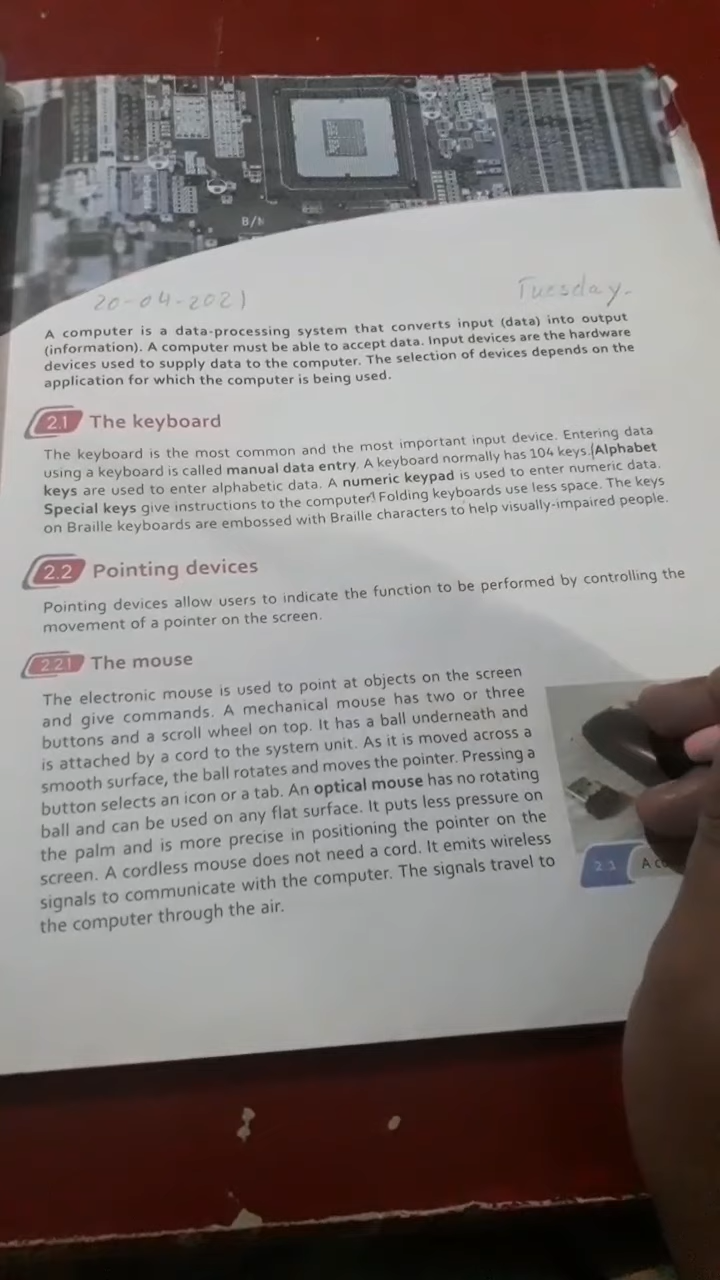 B/N
20-04-2021 Tuesday.
A computer is a data-processing system that converts input (data) into output
(information). A computer must be able to accept data. Input devices are the hardware
devices used to supply data to the computer. The selection of devices depends on the
application for which the computer is being used.
2.1 The keyboard
The keyboard is the most common and the most important input device. Entering data
using a keyboard is called manual data entry. A keyboard normally has 104 keys. Alphabet
keys are used to enter alphabetic data. A numeric keypad is used to enter numeric data.
Special keys give instructions to the computer. Folding keyboards use less space. The keys
on Braille keyboards are embossed with Braille characters to help visually-impaired people.
2.2 Pointing devices
Pointing devices allow users to indicate the function to be performed by controlling the
movement of a pointer on the screen.
2.2.1 The mouse
The electronic mouse is used to point at objects on the screen
and give commands. A mechanical mouse has two or three
buttons and a scroll wheel on top. It has a ball underneath and
is attached by a cord to the system unit. As it is moved across a
smooth surface, the ball rotates and moves the pointer. Pressing a
button selects an icon or a tab. An optical mouse has no rotating
ball and can be used on any flat surface. It puts less pressure on
the palm and is more precise in positioning the pointer on the
screen. A cordless mouse does not need a cord. It emits wireless
signals to communicate with the computer. The signals travel to
the computer through the air.
2.1 A